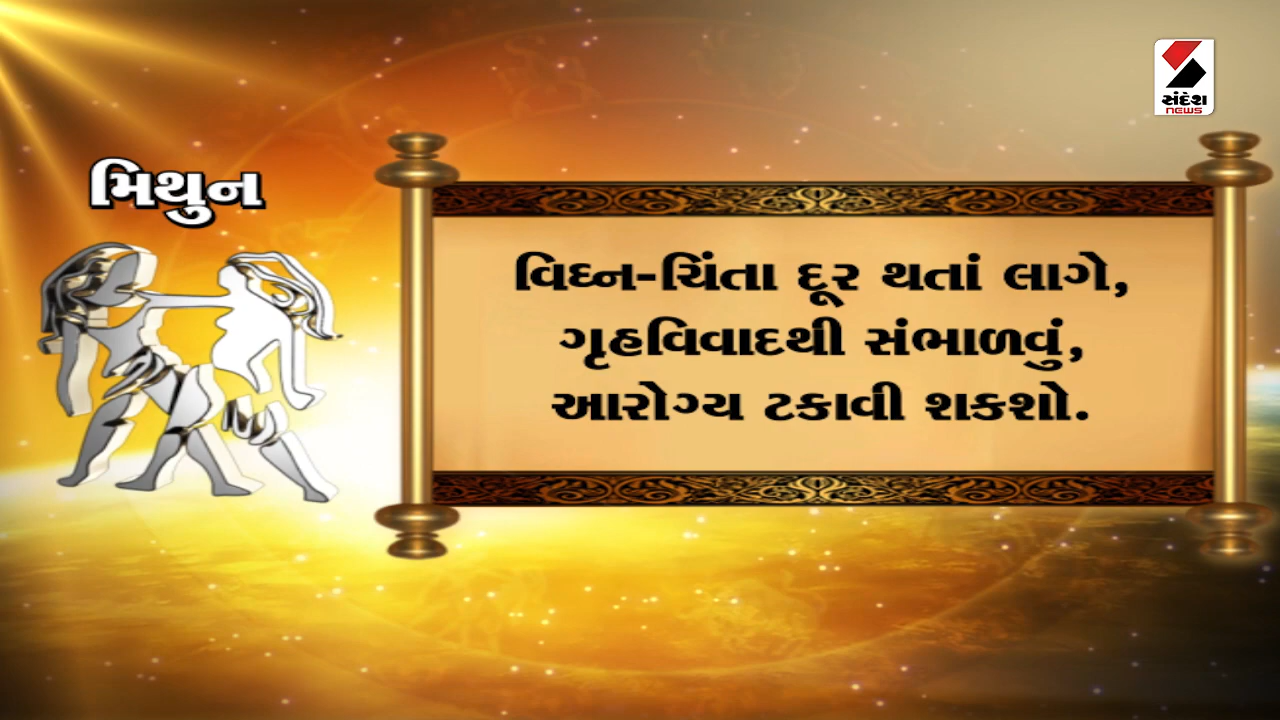 સંદેશ
NEWS
મિથુન
વિઘ્ન-ચિંતા દૂર થતાં લાગે,
ગૃહવિવાદથી સંભાળવું,
આરોગ્ય ટકાવી શકશો.